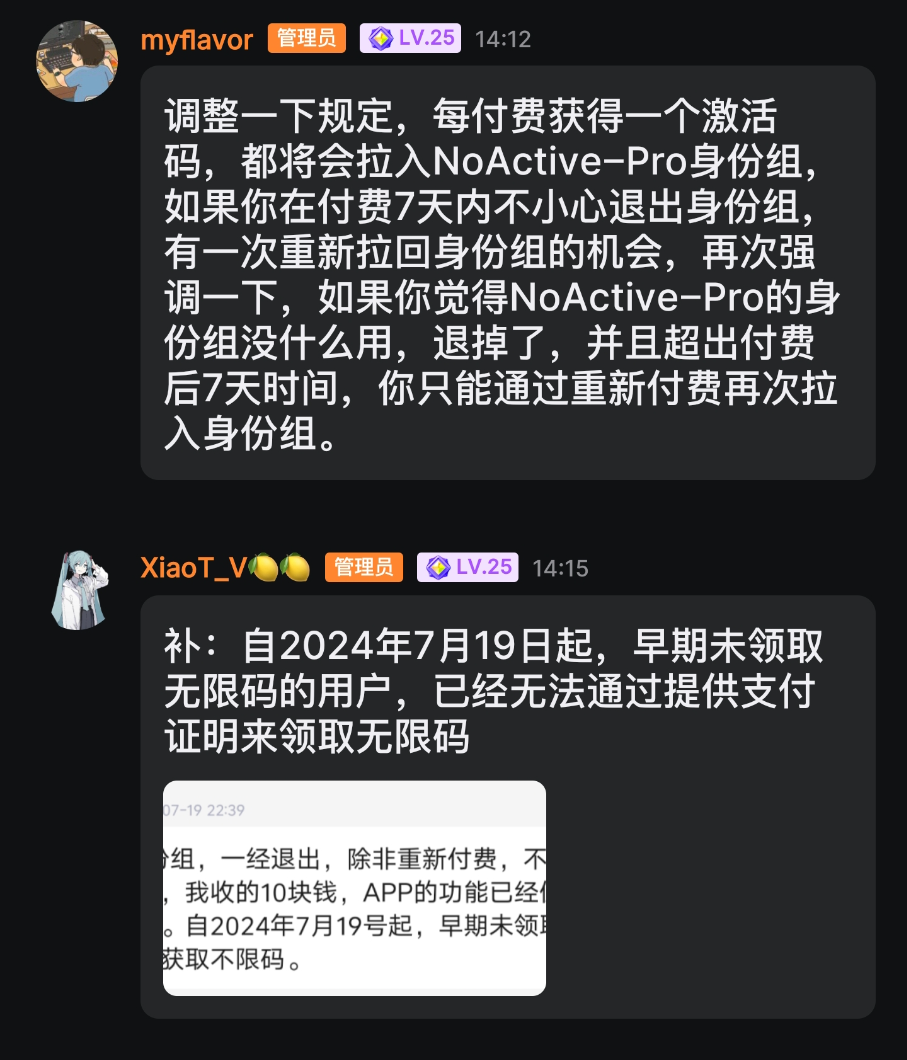 myflavor 管理员 LV.25 14:12
调整一下规定，每付费获得一个激活
码，都将会拉入NoActive-Pro身份组，
如果你在付费7天内不小心退出身份组，
有一次重新拉回身份组的机会，再次强
调一下，如果你觉得NoActive-Pro的身
份组没什么用，退掉了，并且超出付费
后7天时间，你只能通过重新付费再次拉
入身份组。
XiaoT_V🍋🍋 管理员 LV.25 14:15
补：自2024年7月19日起，早期未领取
无限码的用户，已经无法通过提供支付
证明来领取无限码
07-19 22:39
组，一经退出，除非重新付费，不
，我收的10块钱，APP的功能已经
。自2024年7月19号起，早期未领
获取不限码。